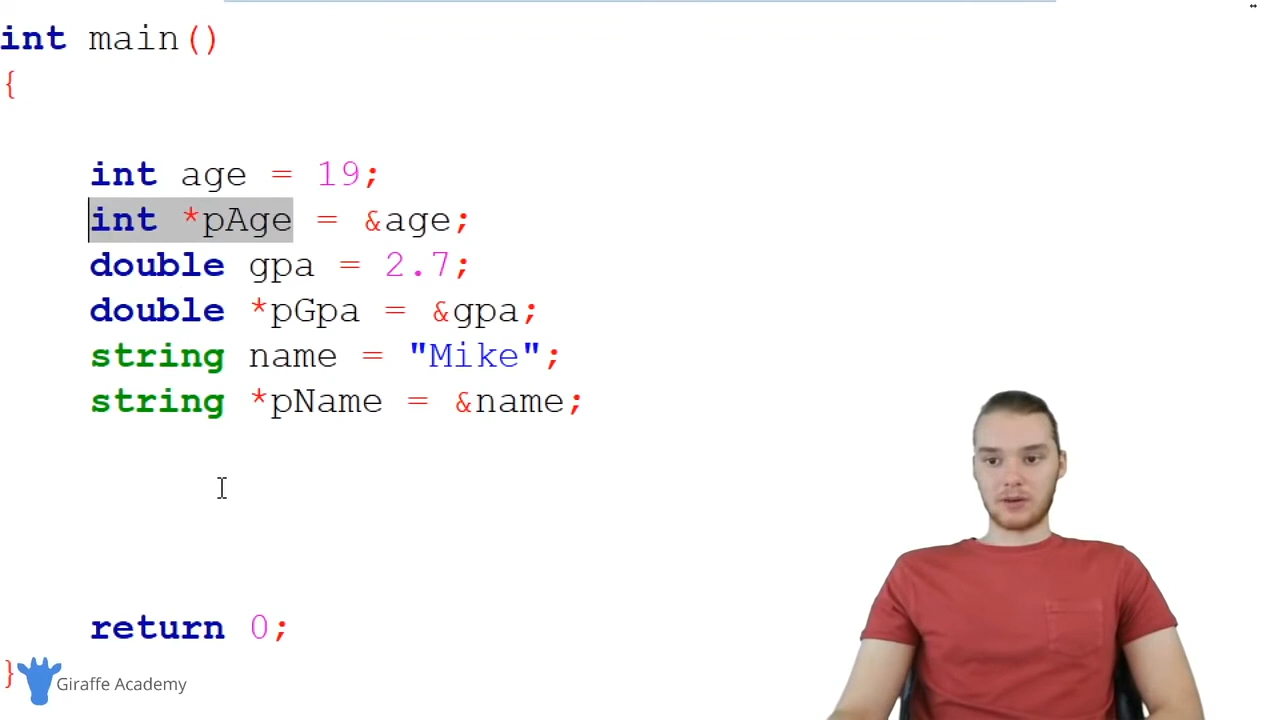 int main()
{
int age = 19;
int *pAge = &age;
double gpa = 2.7;
double *pGpa = &gpa;
string name = "Mike";
string *pName = &name;
return 0;
}
Giraffe Academy